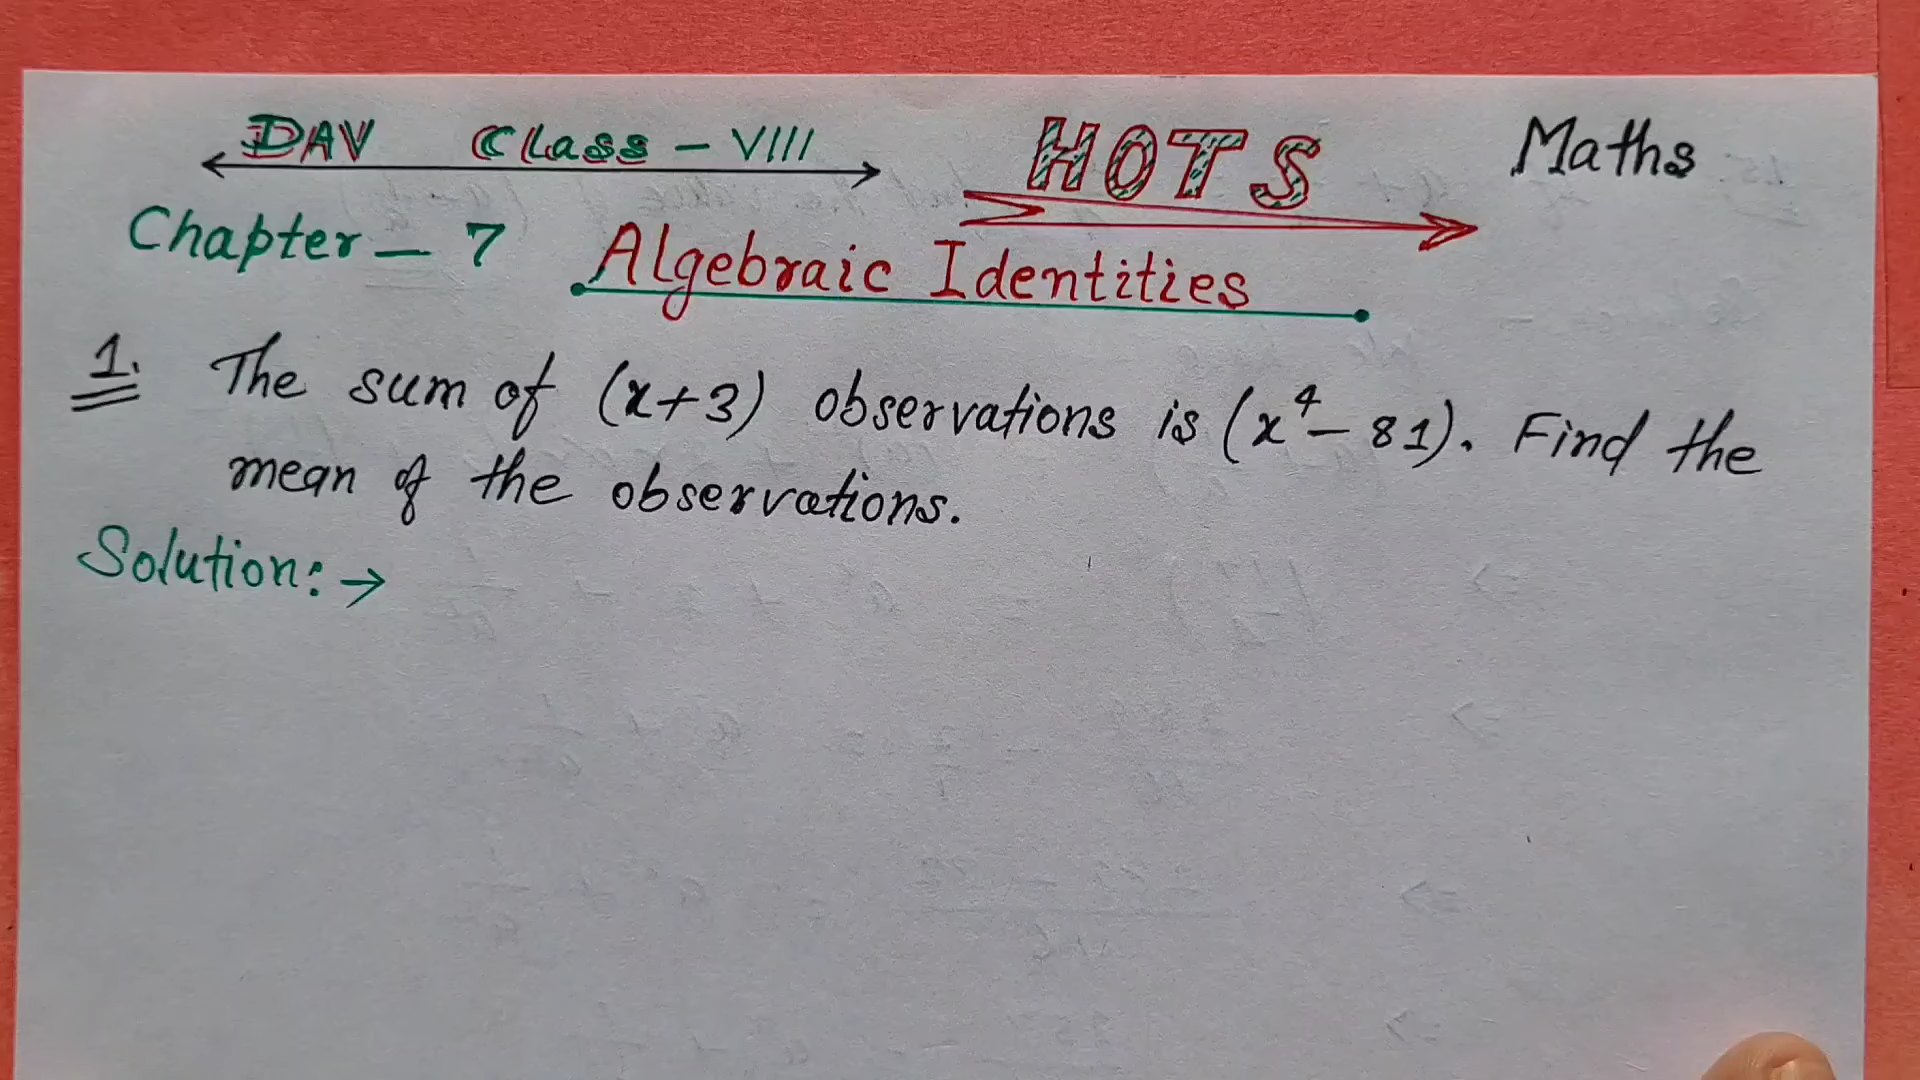 DAV Class - VIII HOTS Maths
Chapter - 7 Algebraic Identities
1. The sum of (x+3) observations is (x⁴- 81). Find the
mean of the observations.
Solution: →